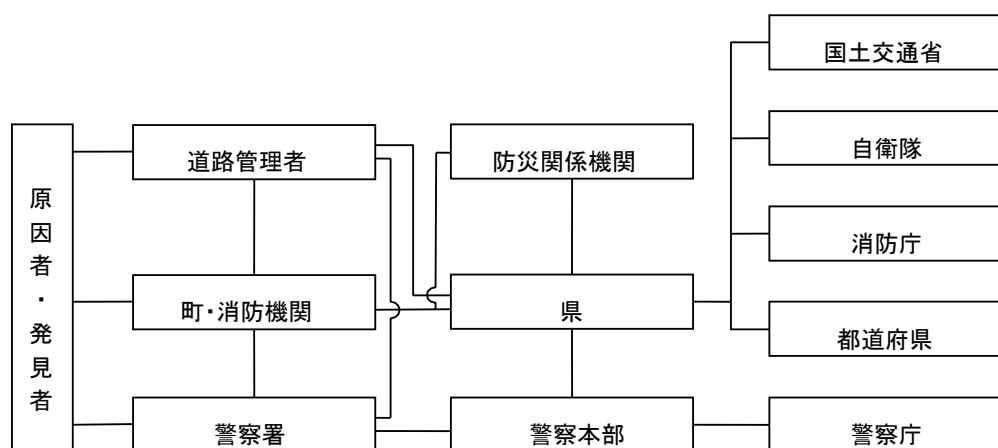 国土交通省
自衛隊
消防庁
都道府県
警察庁
防災関係機関
県
警察本部
道路管理者
町・消防機関
警察署
原因者・発見者